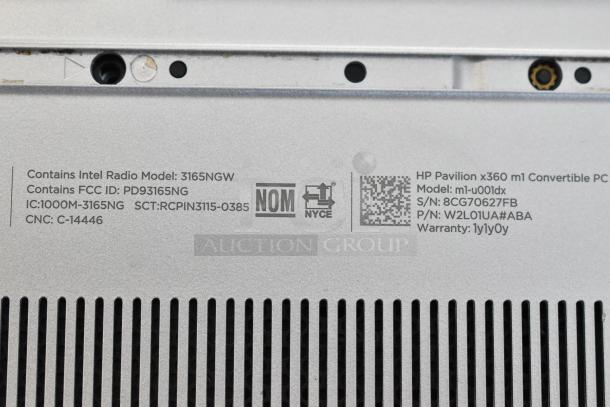 Contains Intel Radio Model: 3165NGW
Contains FCC ID: PD93165NG
IC:1000M-3165NG SCT:RCPIN3115-0385
CNC: C-14446
NOM
NYCE
HP Pavilion x360 m1 Convertible PC
Model: m1-u001dx
S/N: 8CG70627FB
P/N: W2L01UA#ABA
Warranty: 1y1y0y
AUCTION GROUP